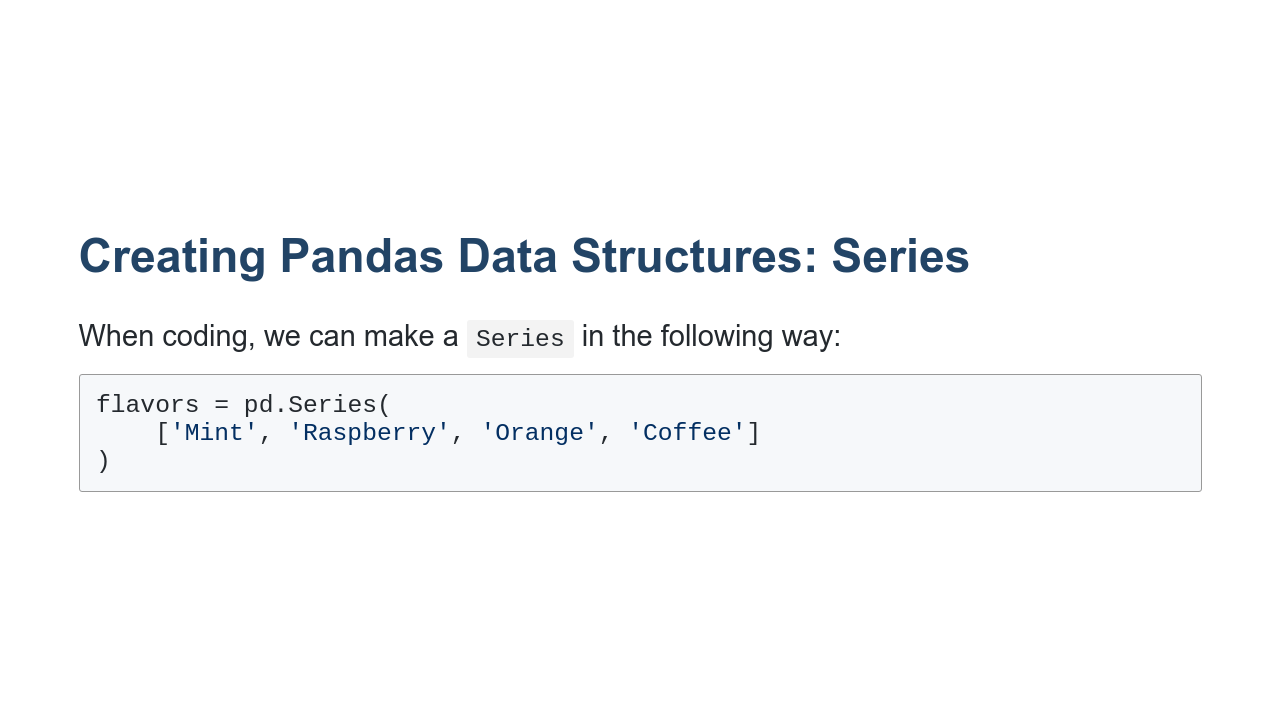 Creating Pandas Data Structures: Series
When coding, we can make a Series in the following way:
flavors = pd.Series(
    ['Mint', 'Raspberry', 'Orange', 'Coffee']
)